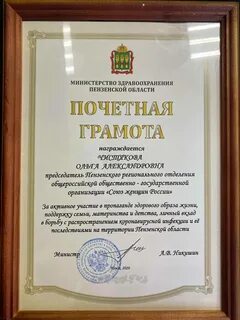 МИНИСТЕРСТВО ЗДРАВООХРАНЕНИЯ
ПЕНЗЕНСКОЙ ОБЛАСТИ
ПОЧЕТНАЯ
ГРАМОТА
награждается
ЧИСТЯКОВА
ОЛЬГА АЛЕКСАНДРОВНА
председатель Пензенского регионального отделения
общероссийской общественно - государственной
организации «Союз женщин России»
За активное участие в пропаганде здорового образа жизни,
поддержку семьи, материнства и детства, личный вклад
в борьбу с распространением коронавирусной инфекции и её
последствиями на территории Пензенской области
Министр
А.В. Никишин